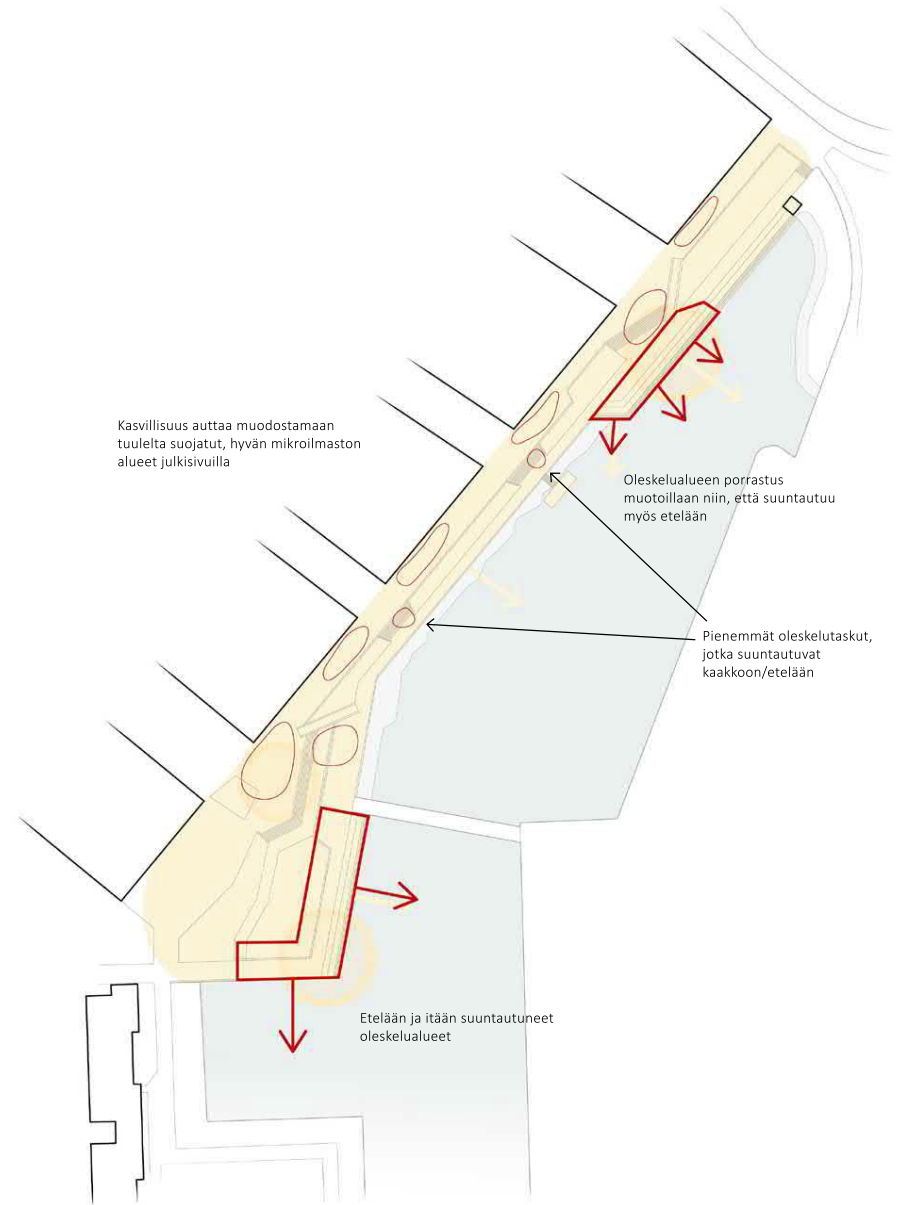 Kasvillisuus auttaa muodostamaan
tuulelta suojatut, hyvän mikroilmaston
alueet julkisivuilla
Oleskelualueen porrastus
muotoillaan niin, että suuntautuu
myös etelään
Pienemmät oleskelutaskut,
jotka suuntautuvat
kaakkoon/etelään
Etelään ja itään suuntautuneet
oleskelualueet